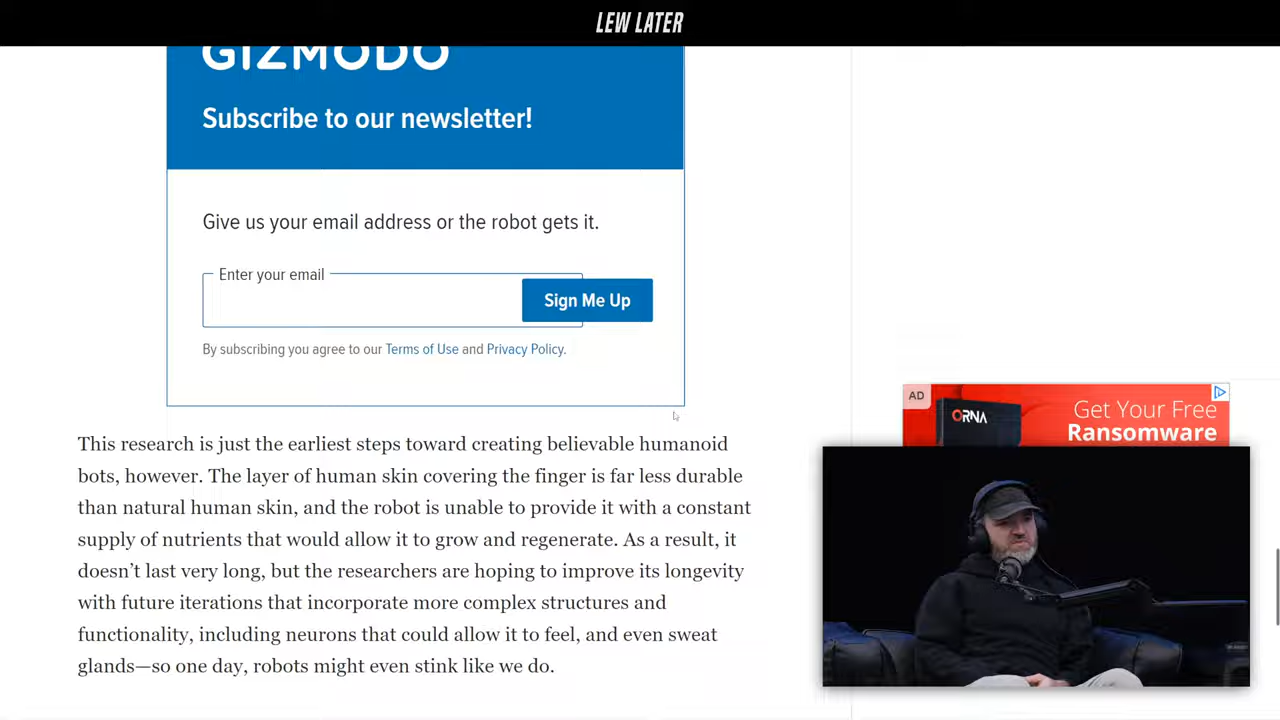 LEW LATER
GIZMODO
Subscribe to our newsletter!
Give us your email address or the robot gets it.
Enter your email
Sign Me Up
By subscribing you agree to our Terms of Use and Privacy Policy.
This research is just the earliest steps toward creating believable humanoid
bots, however. The layer of human skin covering the finger is far less durable
than natural human skin, and the robot is unable to provide it with a constant
supply of nutrients that would allow it to grow and regenerate. As a result, it
doesn’t last very long, but the researchers are hoping to improve its longevity
with future iterations that incorporate more complex structures and
functionality, including neurons that could allow it to feel, and even sweat
glands—so one day, robots might even stink like we do.
AD
ORNA
Get Your Free
Ransomware